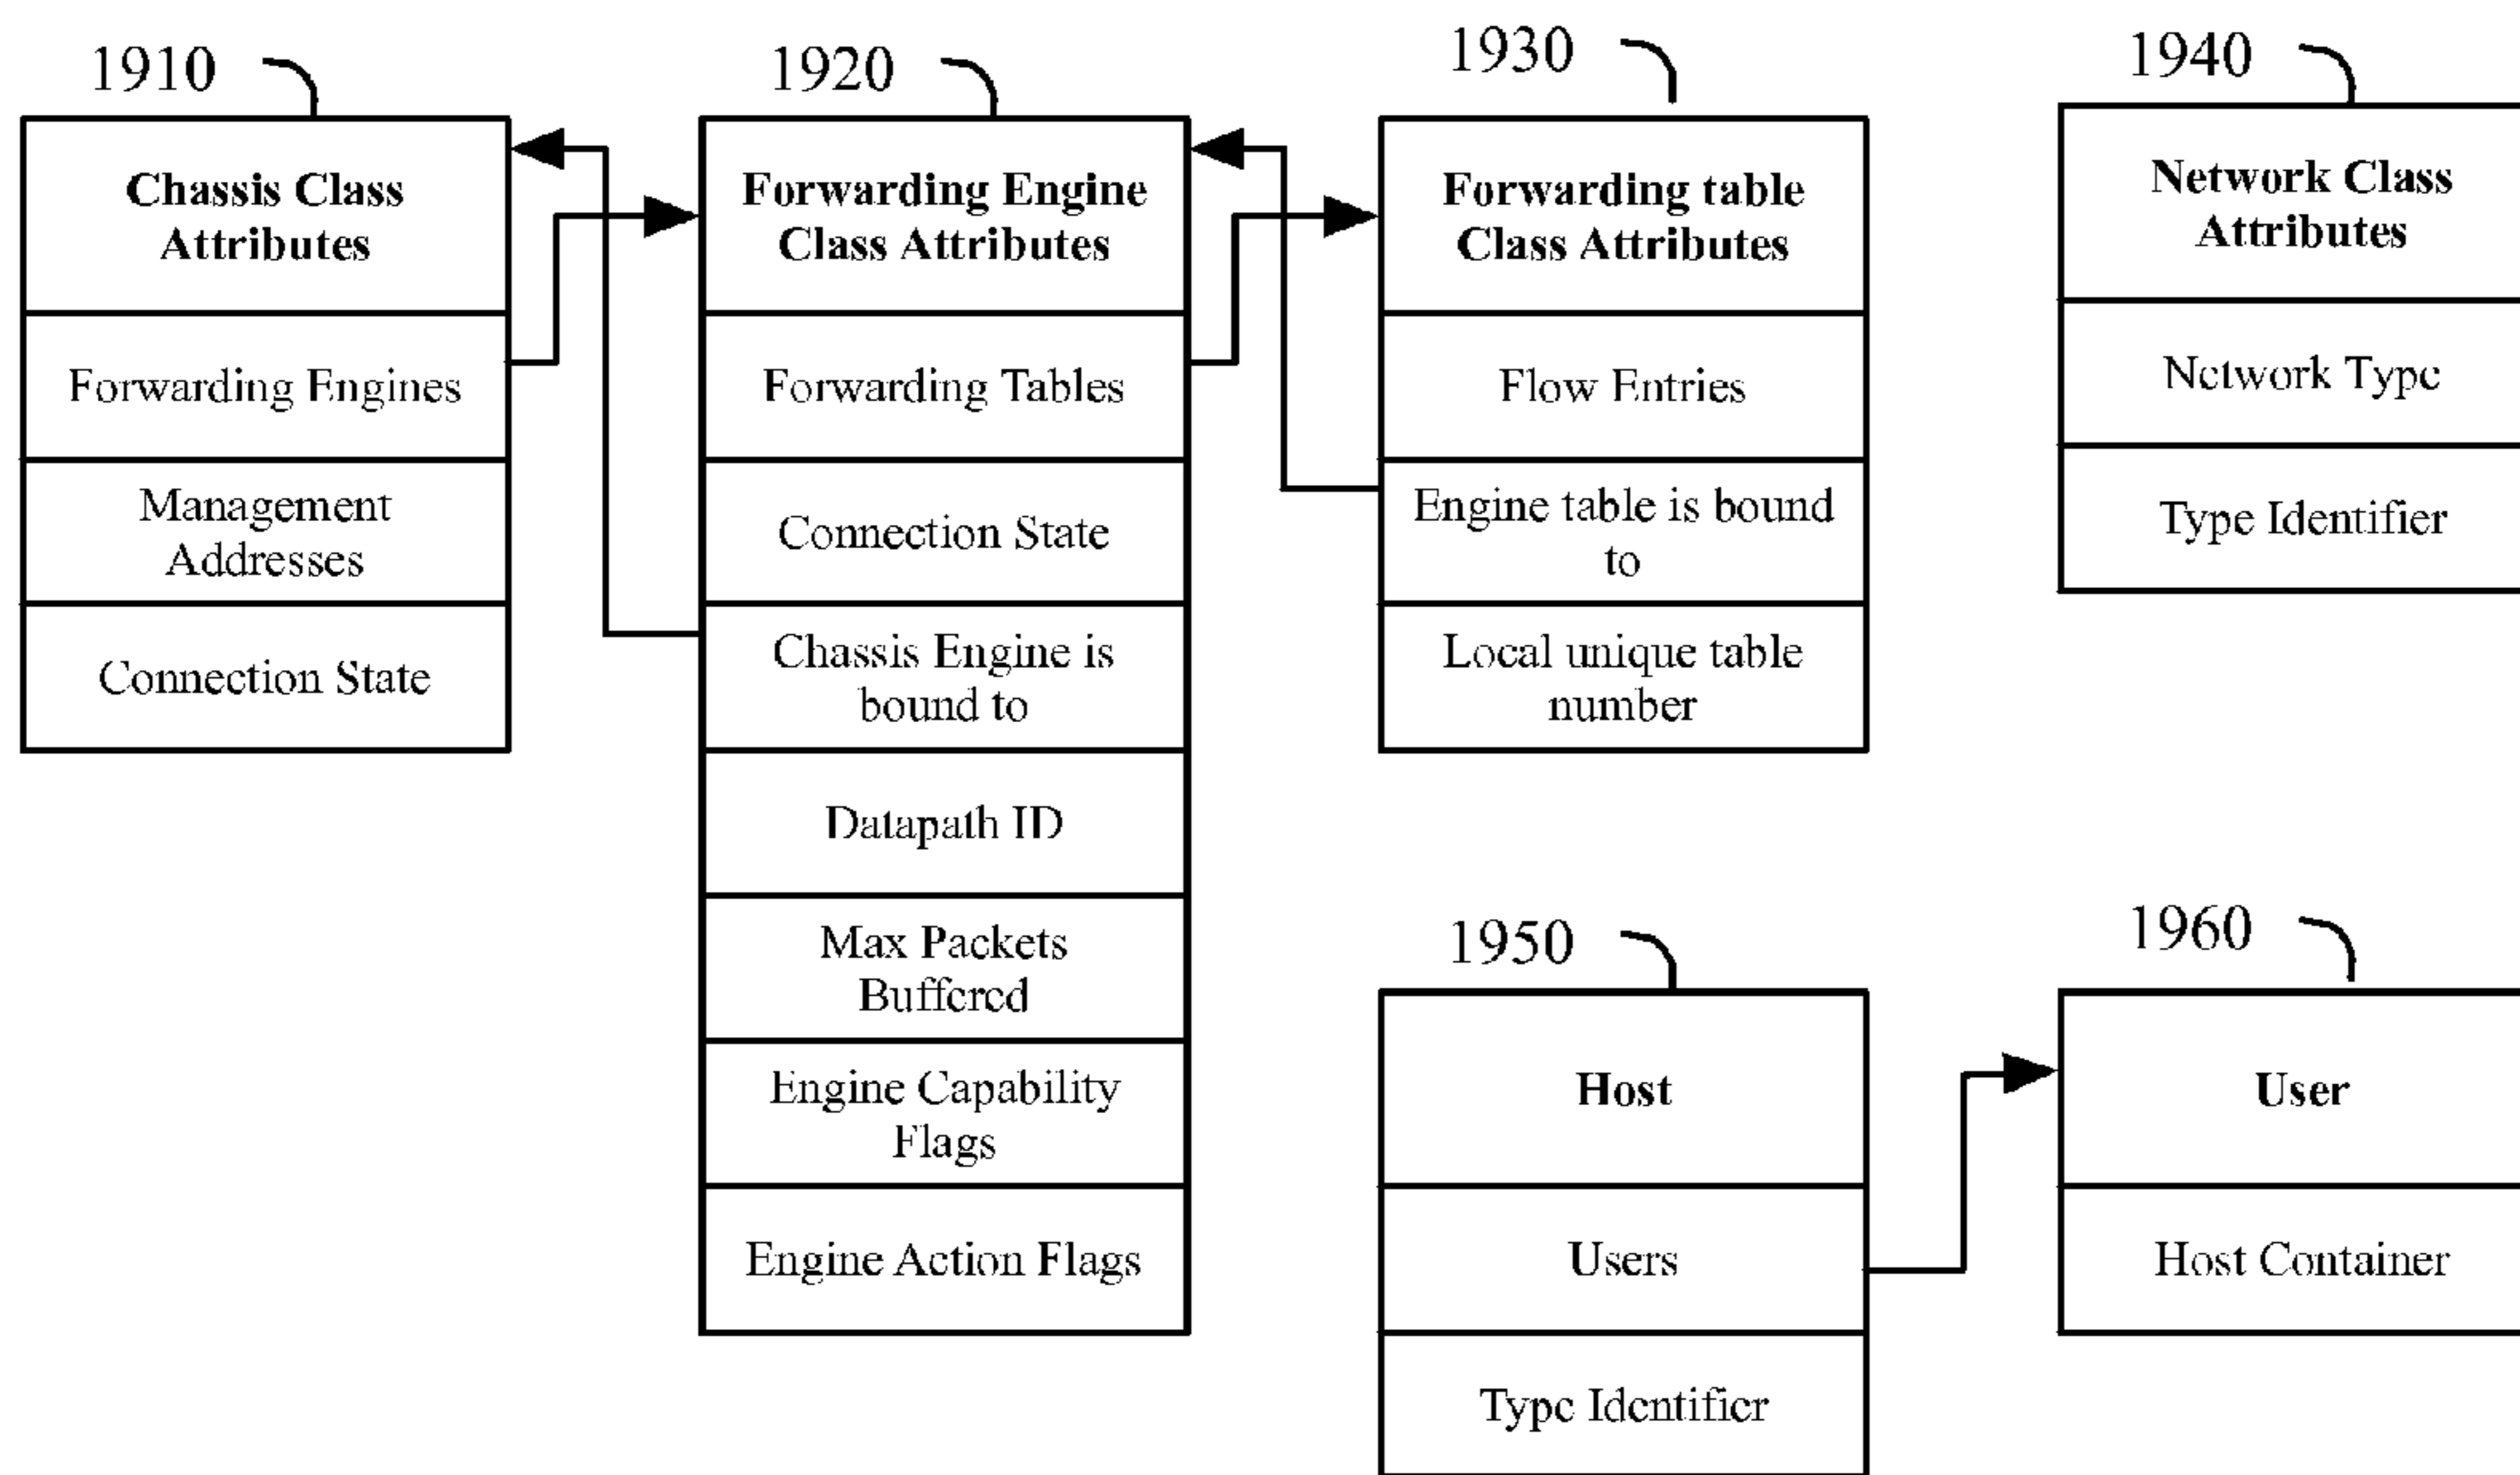 1910
Chassis Class
Attributes
Forwarding Engines
Management
Addresses
Connection State
1920
Forwarding Engine
Class Attributes
Forwarding Tables
Connection State
Chassis Engine is
bound to
Datapath ID
Max Packets
Buffered
Engine Capability
Flags
Engine Action Flags
1930
Forwarding table
Class Attributes
Flow Entries
Engine table is bound
to
Local unique table
number
1940
Network Class
Attributes
Network Type
Type Identifier
1950
Host
Users
Type Identifier
1960
User
Host Container